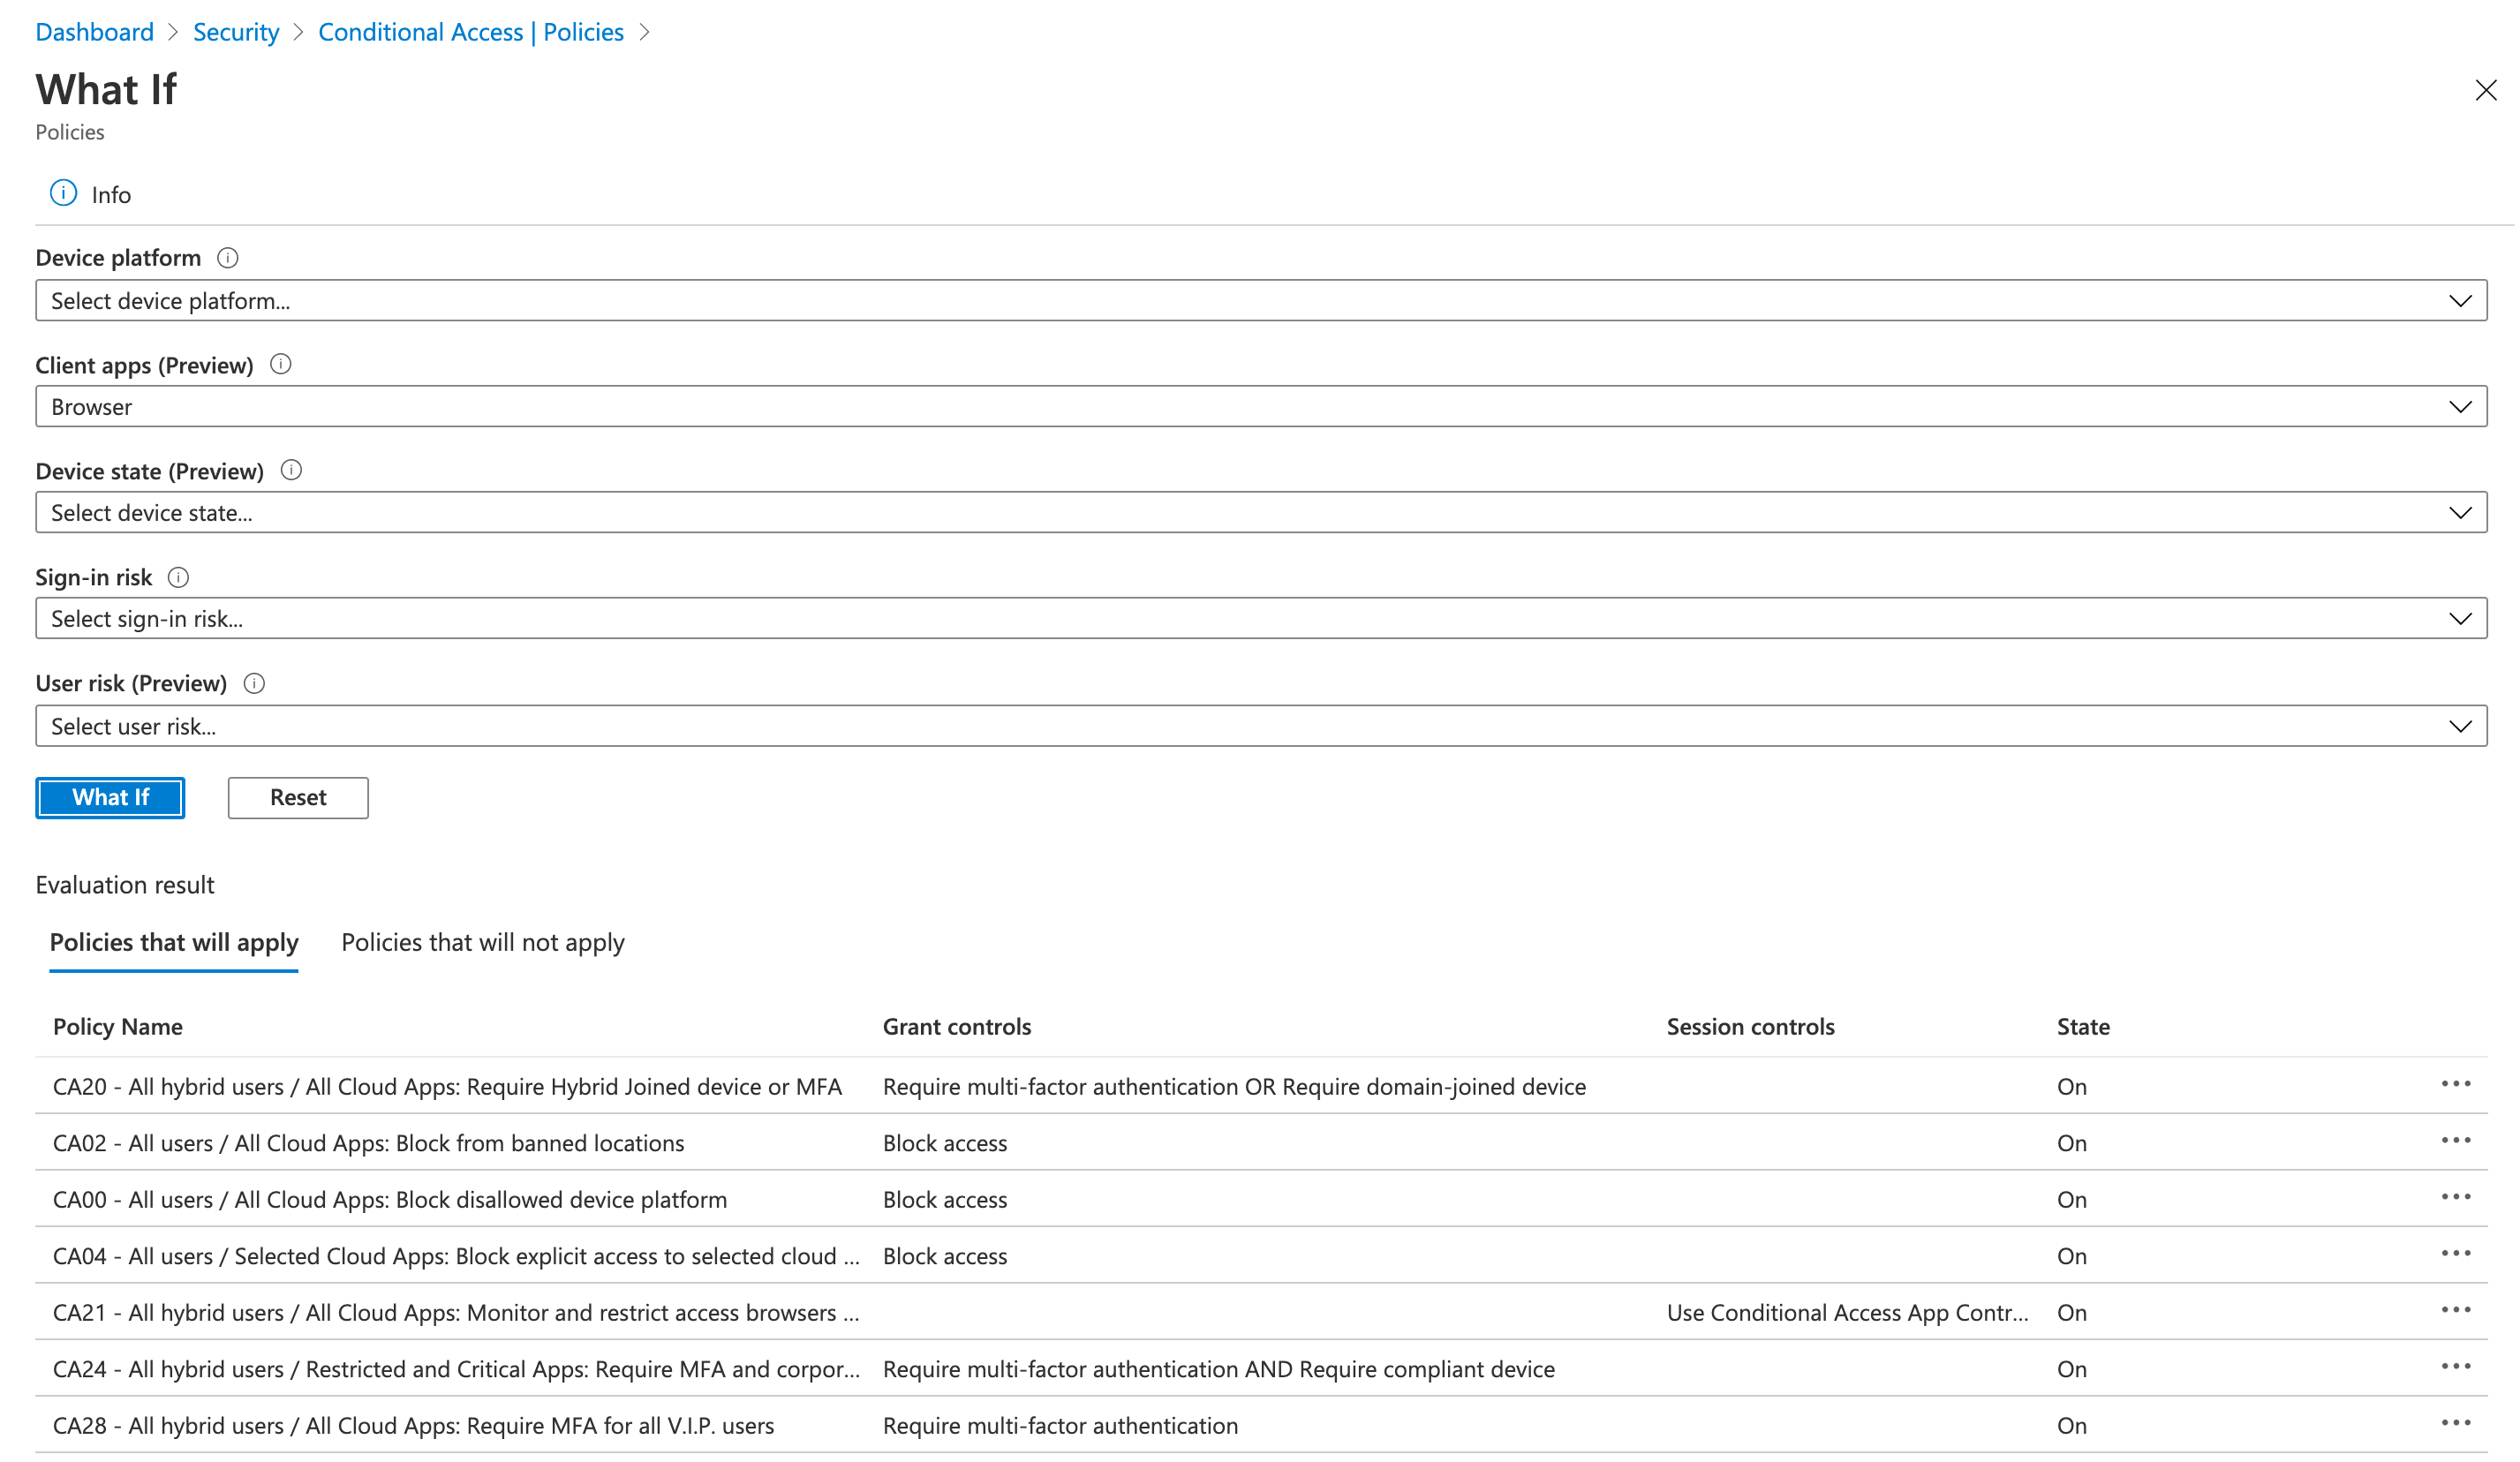 Dashboard > Security > Conditional Access | Policies >
What If
Policies
Info
Device platform
Select device platform...
Client apps (Preview)
Browser
Device state (Preview)
Select device state...
Sign-in risk
Select sign-in risk...
User risk (Preview)
Select user risk...
What If Reset
Evaluation result
Policies that will apply Policies that will not apply
Policy Name Grant controls Session controls State
CA20 - All hybrid users / All Cloud Apps: Require Hybrid Joined device or MFA Require multi-factor authentication OR Require domain-joined device On
CA02 - All users / All Cloud Apps: Block from banned locations Block access On
CA00 - All users / All Cloud Apps: Block disallowed device platform Block access On
CA04 - All users / Selected Cloud Apps: Block explicit access to selected cloud ... Block access On
CA21 - All hybrid users / All Cloud Apps: Monitor and restrict access browsers ... Use Conditional Access App Contr... On
CA24 - All hybrid users / Restricted and Critical Apps: Require MFA and corpor... Require multi-factor authentication AND Require compliant device On
CA28 - All hybrid users / All Cloud Apps: Require MFA for all V.I.P. users Require multi-factor authentication On